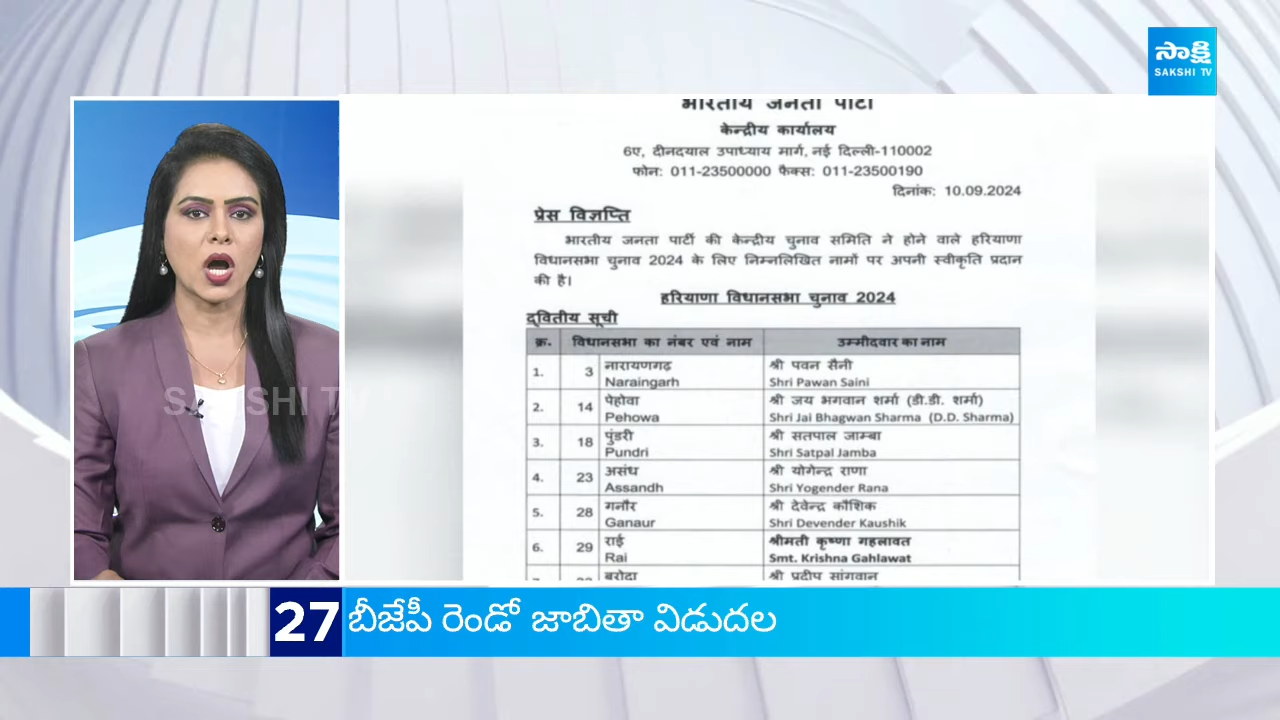 సాక్షి
SAKSHI TV
भारतीय जनता पार्टी
केन्द्रीय कार्यालय
6ए, दीनदयाल उपाध्याय मार्ग, नई दिल्ली-110002
फोन: 011-23500000 फैक्स: 011-23500190
दिनांक: 10.09.2024
प्रेस विज्ञप्ति
भारतीय जनता पार्टी की केन्द्रीय चुनाव समिति ने होने वाले हरियाणा
विधानसभा चुनाव 2024 के लिए निम्नलिखित नामों पर अपनी स्वीकृति प्रदान
की है।
हरियाणा विधानसभा चुनाव 2024
द्वितीय सूची
क्र. विधानसभा का नंबर एवं नाम उम्मीदवार का नाम
1. 3 नारायणगढ़ श्री पवन सैनी
Naraingarh Shri Pawan Saini
2. 14 पेहोवा श्री जय भगवान शर्मा (डी.डी. शर्मा)
Pehowa Shri Jai Bhagwan Sharma (D.D. Sharma)
3. 18 पुंडरी श्री सतपाल जाम्बा
Pundri Shri Satpal Jamba
4. 23 असंध श्री योगेन्द्र राणा
Assandh Shri Yogender Rana
5. 28 गनौर श्री देवेन्द्र कौशिक
Ganaur Shri Devender Kaushik
6. 29 राई श्रीमती कृष्णा गहलावत
Rai Smt. Krishna Gahlawat
बरोदा श्री प्रदीप सांगवान
SAKSHI TV
27 బీజేపీ రెండో జాబితా విడుదల